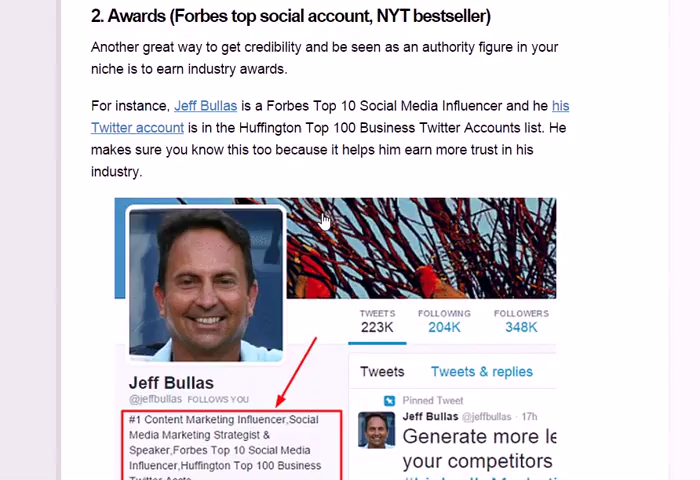 2. Awards (Forbes top social account, NYT bestseller)
Another great way to get credibility and be seen as an authority figure in your
niche is to earn industry awards.
For instance, Jeff Bullas is a Forbes Top 10 Social Media Influencer and he his
Twitter account is in the Huffington Top 100 Business Twitter Accounts list. He
makes sure you know this too because it helps him earn more trust in his
industry.
TWEETS FOLLOWING FOLLOWERS
223K 204K 348K
Jeff Bullas
@jeffbullas FOLLOWS YOU
#1 Content Marketing Influencer,Social
Media Marketing Strategist &
Speaker,Forbes Top 10 Social Media
Influencer,Huffington Top 100 Business
Tweets Tweets & replies
Pinned Tweet
Jeff Bullas @jeffbullas · 17h
Generate more le
your competitors